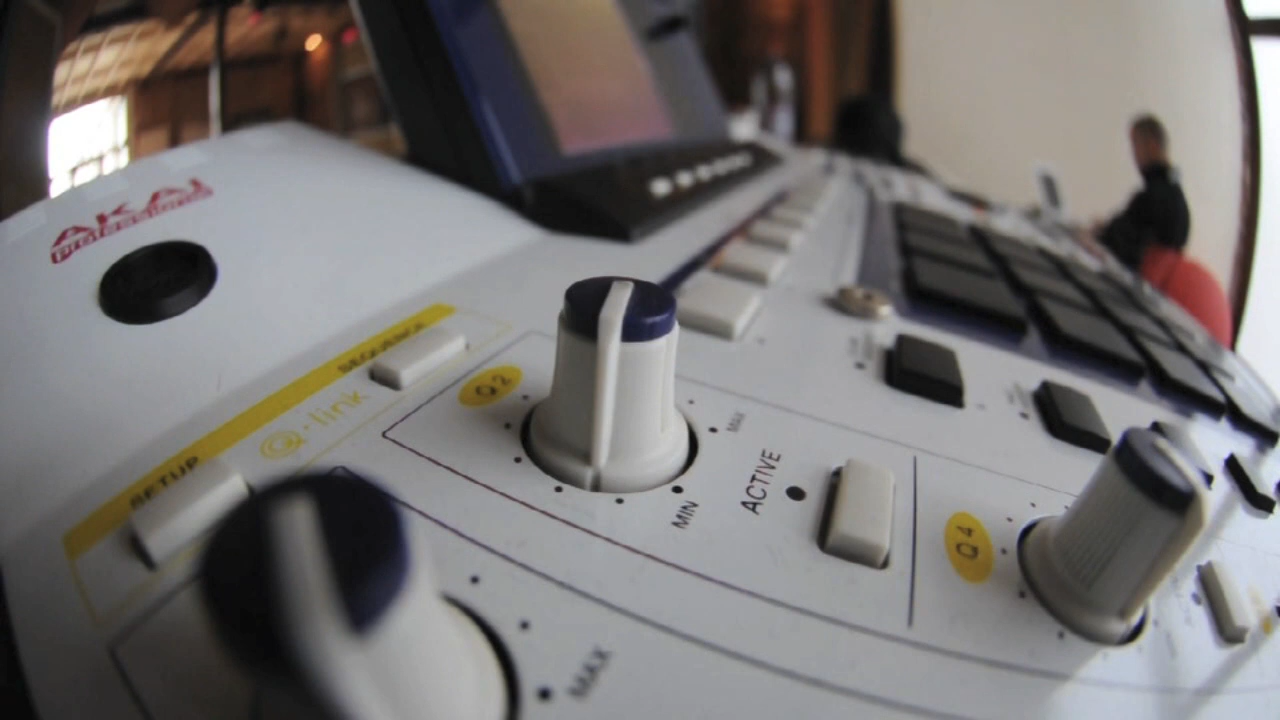 AKAI
professional
SEQUENCE
Q·link
SETUP
Q2
MAX
MIN
ACTIVE
Q4
MAX